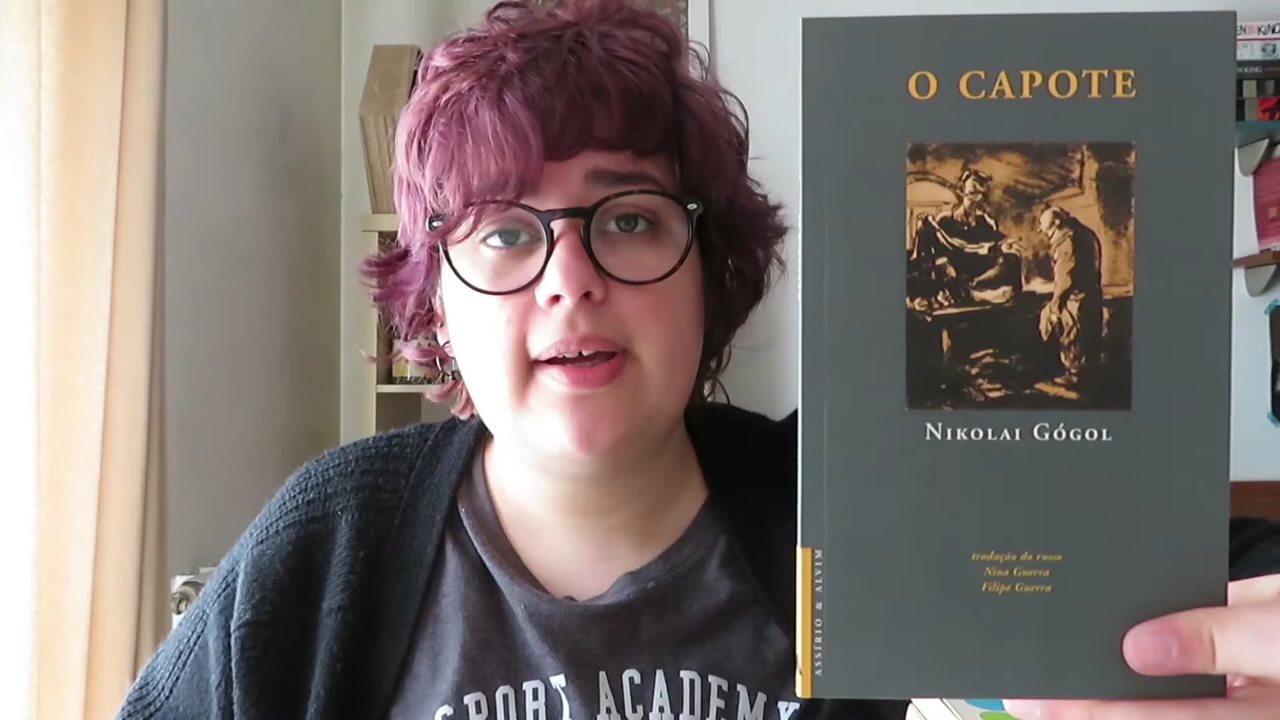 O CAPOTE
NIKOLAI GÓGOL
tradução do russo
Nina Guerra
Filipe Guerra
ASSÍRIO & ALVIM
SPORT ACADEMY